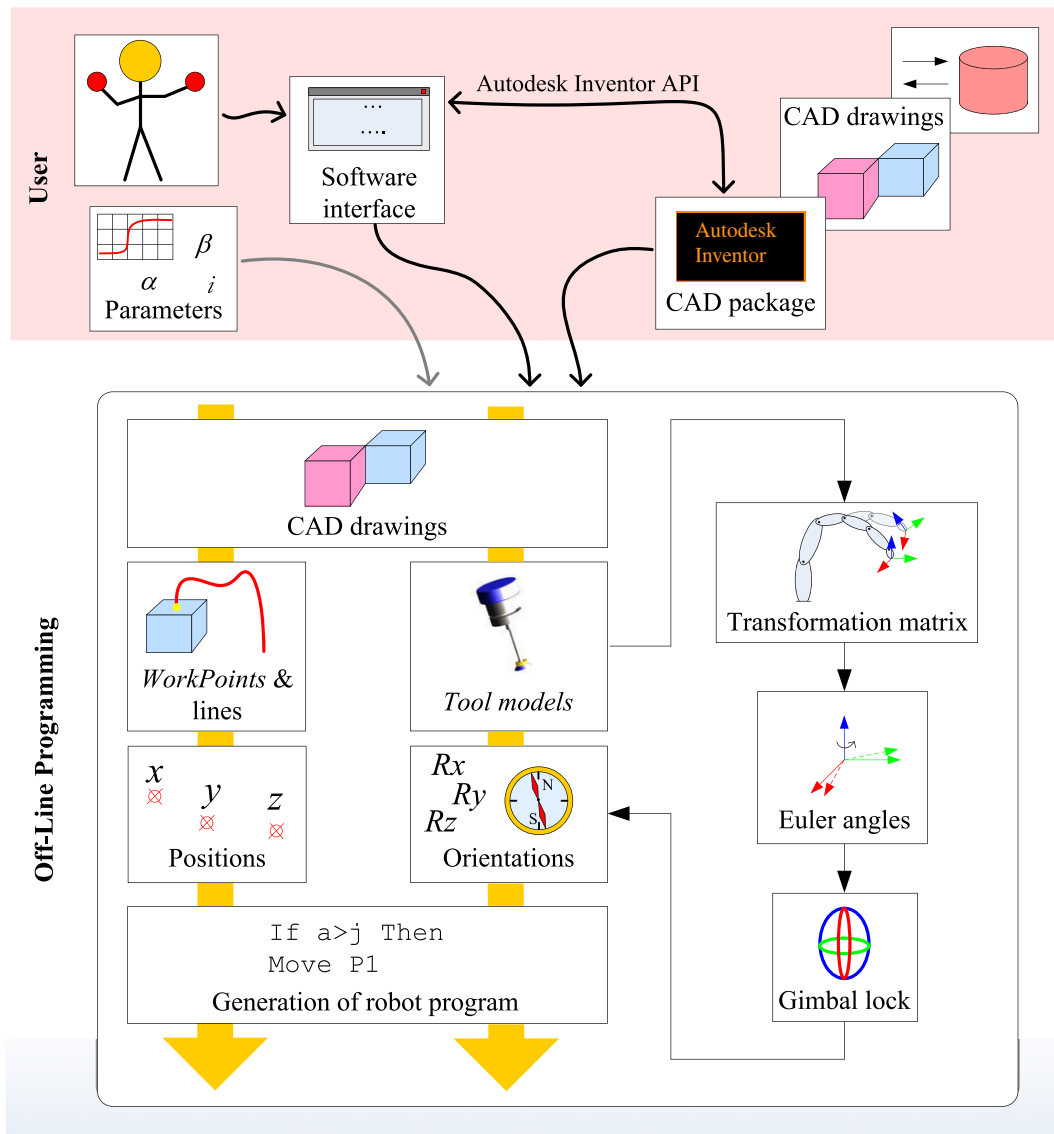 User
Autodesk Inventor API
CAD drawings
Software
interface
Autodesk
Inventor
CAD package
β
α i
Parameters
Off-Line Programming
CAD drawings
WorkPoints &
lines
Tool models
Transformation matrix
x
y
z
Positions
Rx
Ry
Rz
N
S
Orientations
Euler angles
If a>j Then
Move P1
Generation of robot program
Gimbal lock